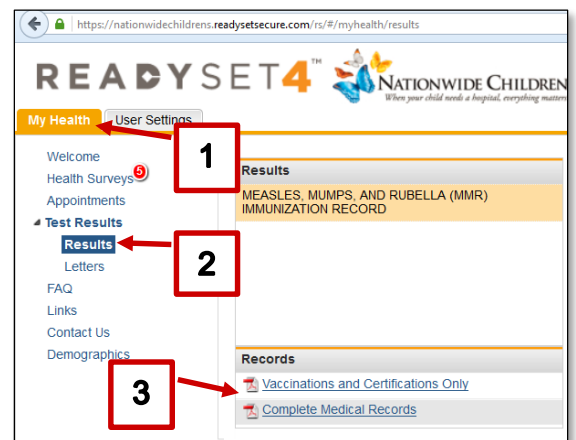 https://nationwidechildrens.readysetsecure.com/rs/#/myhealth/results
READYSET4™
NATIONWIDE CHILDREN
When your child needs a hospital, everything matters
My Health
User Settings
1
Welcome
Health Surveys 5
Appointments
Test Results
Results
Letters
FAQ
Links
Contact Us
Demographics
2
3
Results
MEASLES, MUMPS, AND RUBELLA (MMR)
IMMUNIZATION RECORD
Records
Vaccinations and Certifications Only
Complete Medical Records